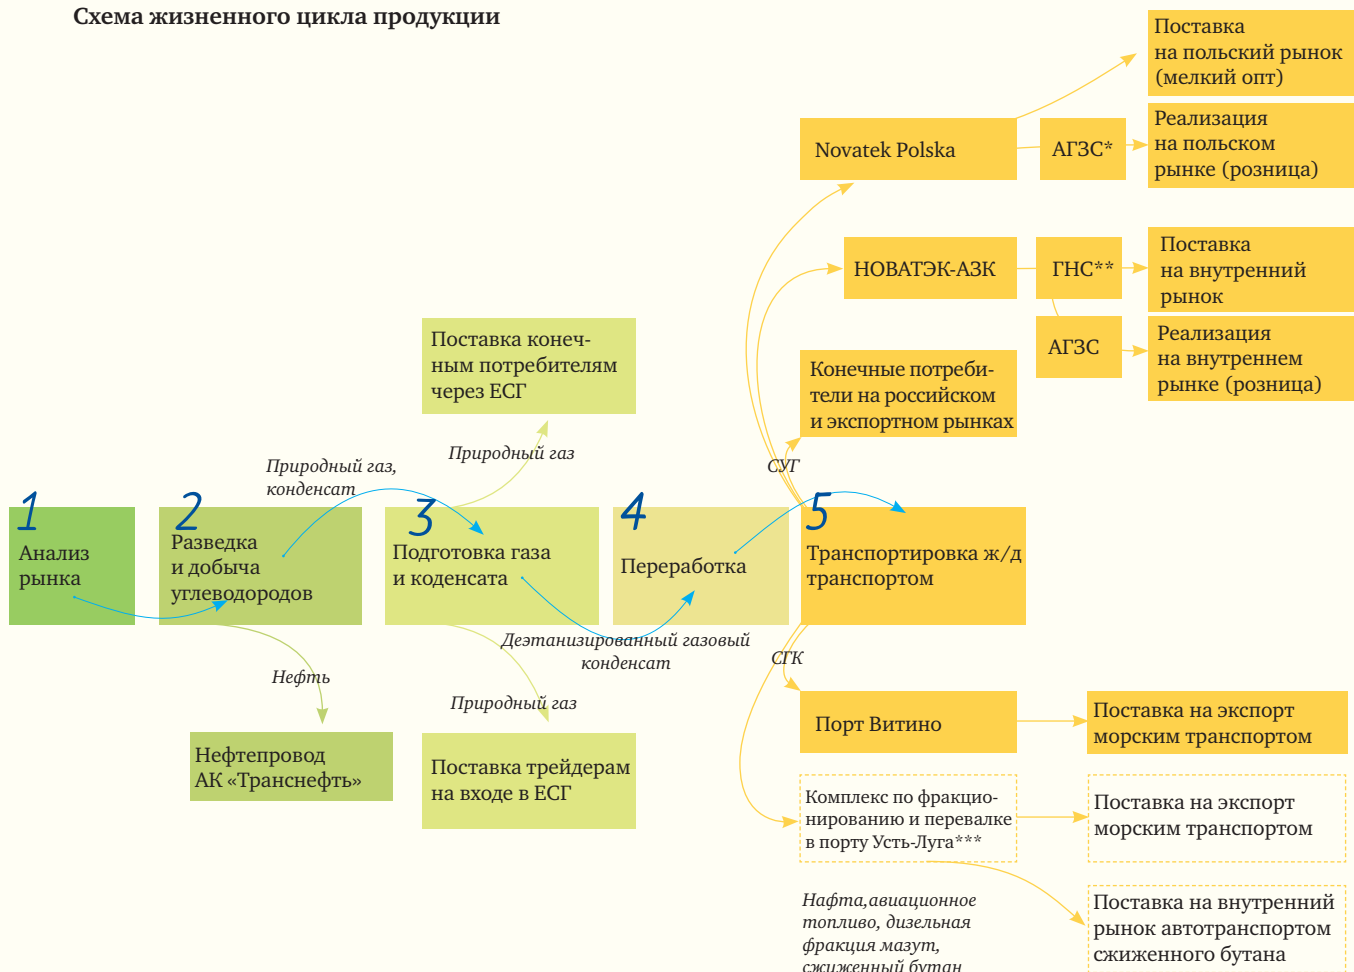 Схема жизненного цикла продукции
Поставка
на польский рынок
(мелкий опт)
Novatek Polska
АГЗС*
Реализация
на польском
рынке (розница)
НОВАТЭК-АЗК
ГНС**
Поставка
на внутренний
рынок
АГЗС
Реализация
на внутреннем
рынке (розница)
Поставка конеч-
ным потребителям
через ЕСГ
Конечные потреби-
тели на российском
и экспортном рынках
Природный газ,
конденсат
Природный газ
СУГ
1
Анализ
рынка
2
Разведка
и добыча
углеводородов
3
Подготовка газа
и коденсата
4
Переработка
5
Транспортировка ж/д
транспортом
Деэтанизированный газовый
конденсат
СГК
Нефть
Природный газ
Нефтепровод
АК «Транснефть»
Поставка трейдерам
на входе в ЕСГ
Порт Витино
Поставка на экспорт
морским транспортом
Комплекс по фракцио-
нированию и перевалке
в порту Усть-Луга***
Поставка на экспорт
морским транспортом
Нафта,авиационное
топливо, дизельная
фракция мазут,
сжиженный бутан
Поставка на внутренний
рынок автотранспортом
сжиженного бутана